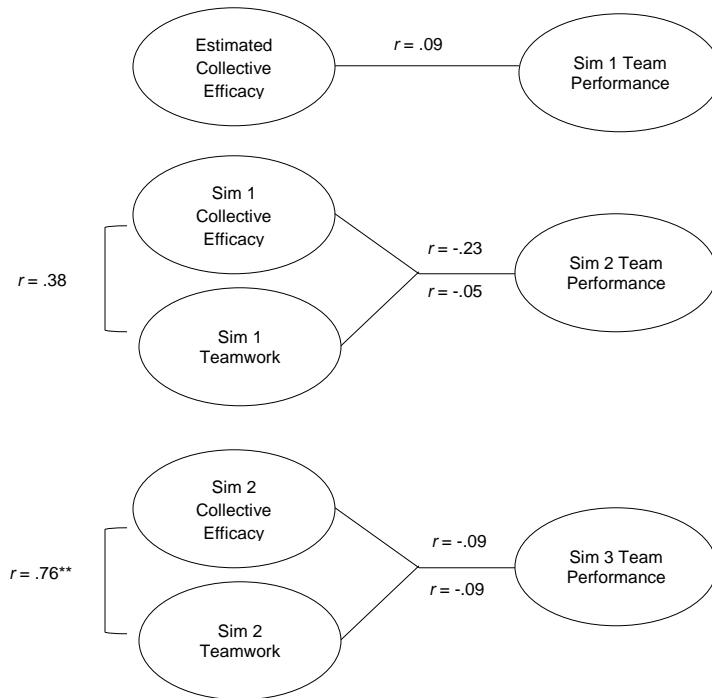 Estimated
Collective
Efficacy
r = .09
Sim 1 Team
Performance
Sim 1
Collective
Efficacy
r = .38
r = -.23
r = -.05
Sim 2 Team
Performance
Sim 1
Teamwork
Sim 2
Collective
Efficacy
r = .76**
r = -.09
r = -.09
Sim 3 Team
Performance
Sim 2
Teamwork